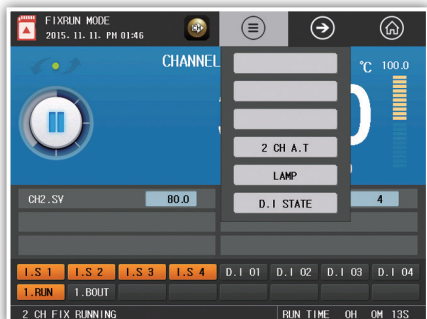 FIXRUN MODE
2015. 11. 11. PM 01:46
CHANNEL
℃ 100.0
2 CH A.T
LAMP
D.I STATE
CH2.SV 80.0 4
I.S 1 I.S 2 I.S 3 I.S 4 D.I 01 D.I 02 D.I 03 D.I 04
1.RUN 1.BOUT
2 CH FIX RUNNING RUN TIME 0H 0M 13S